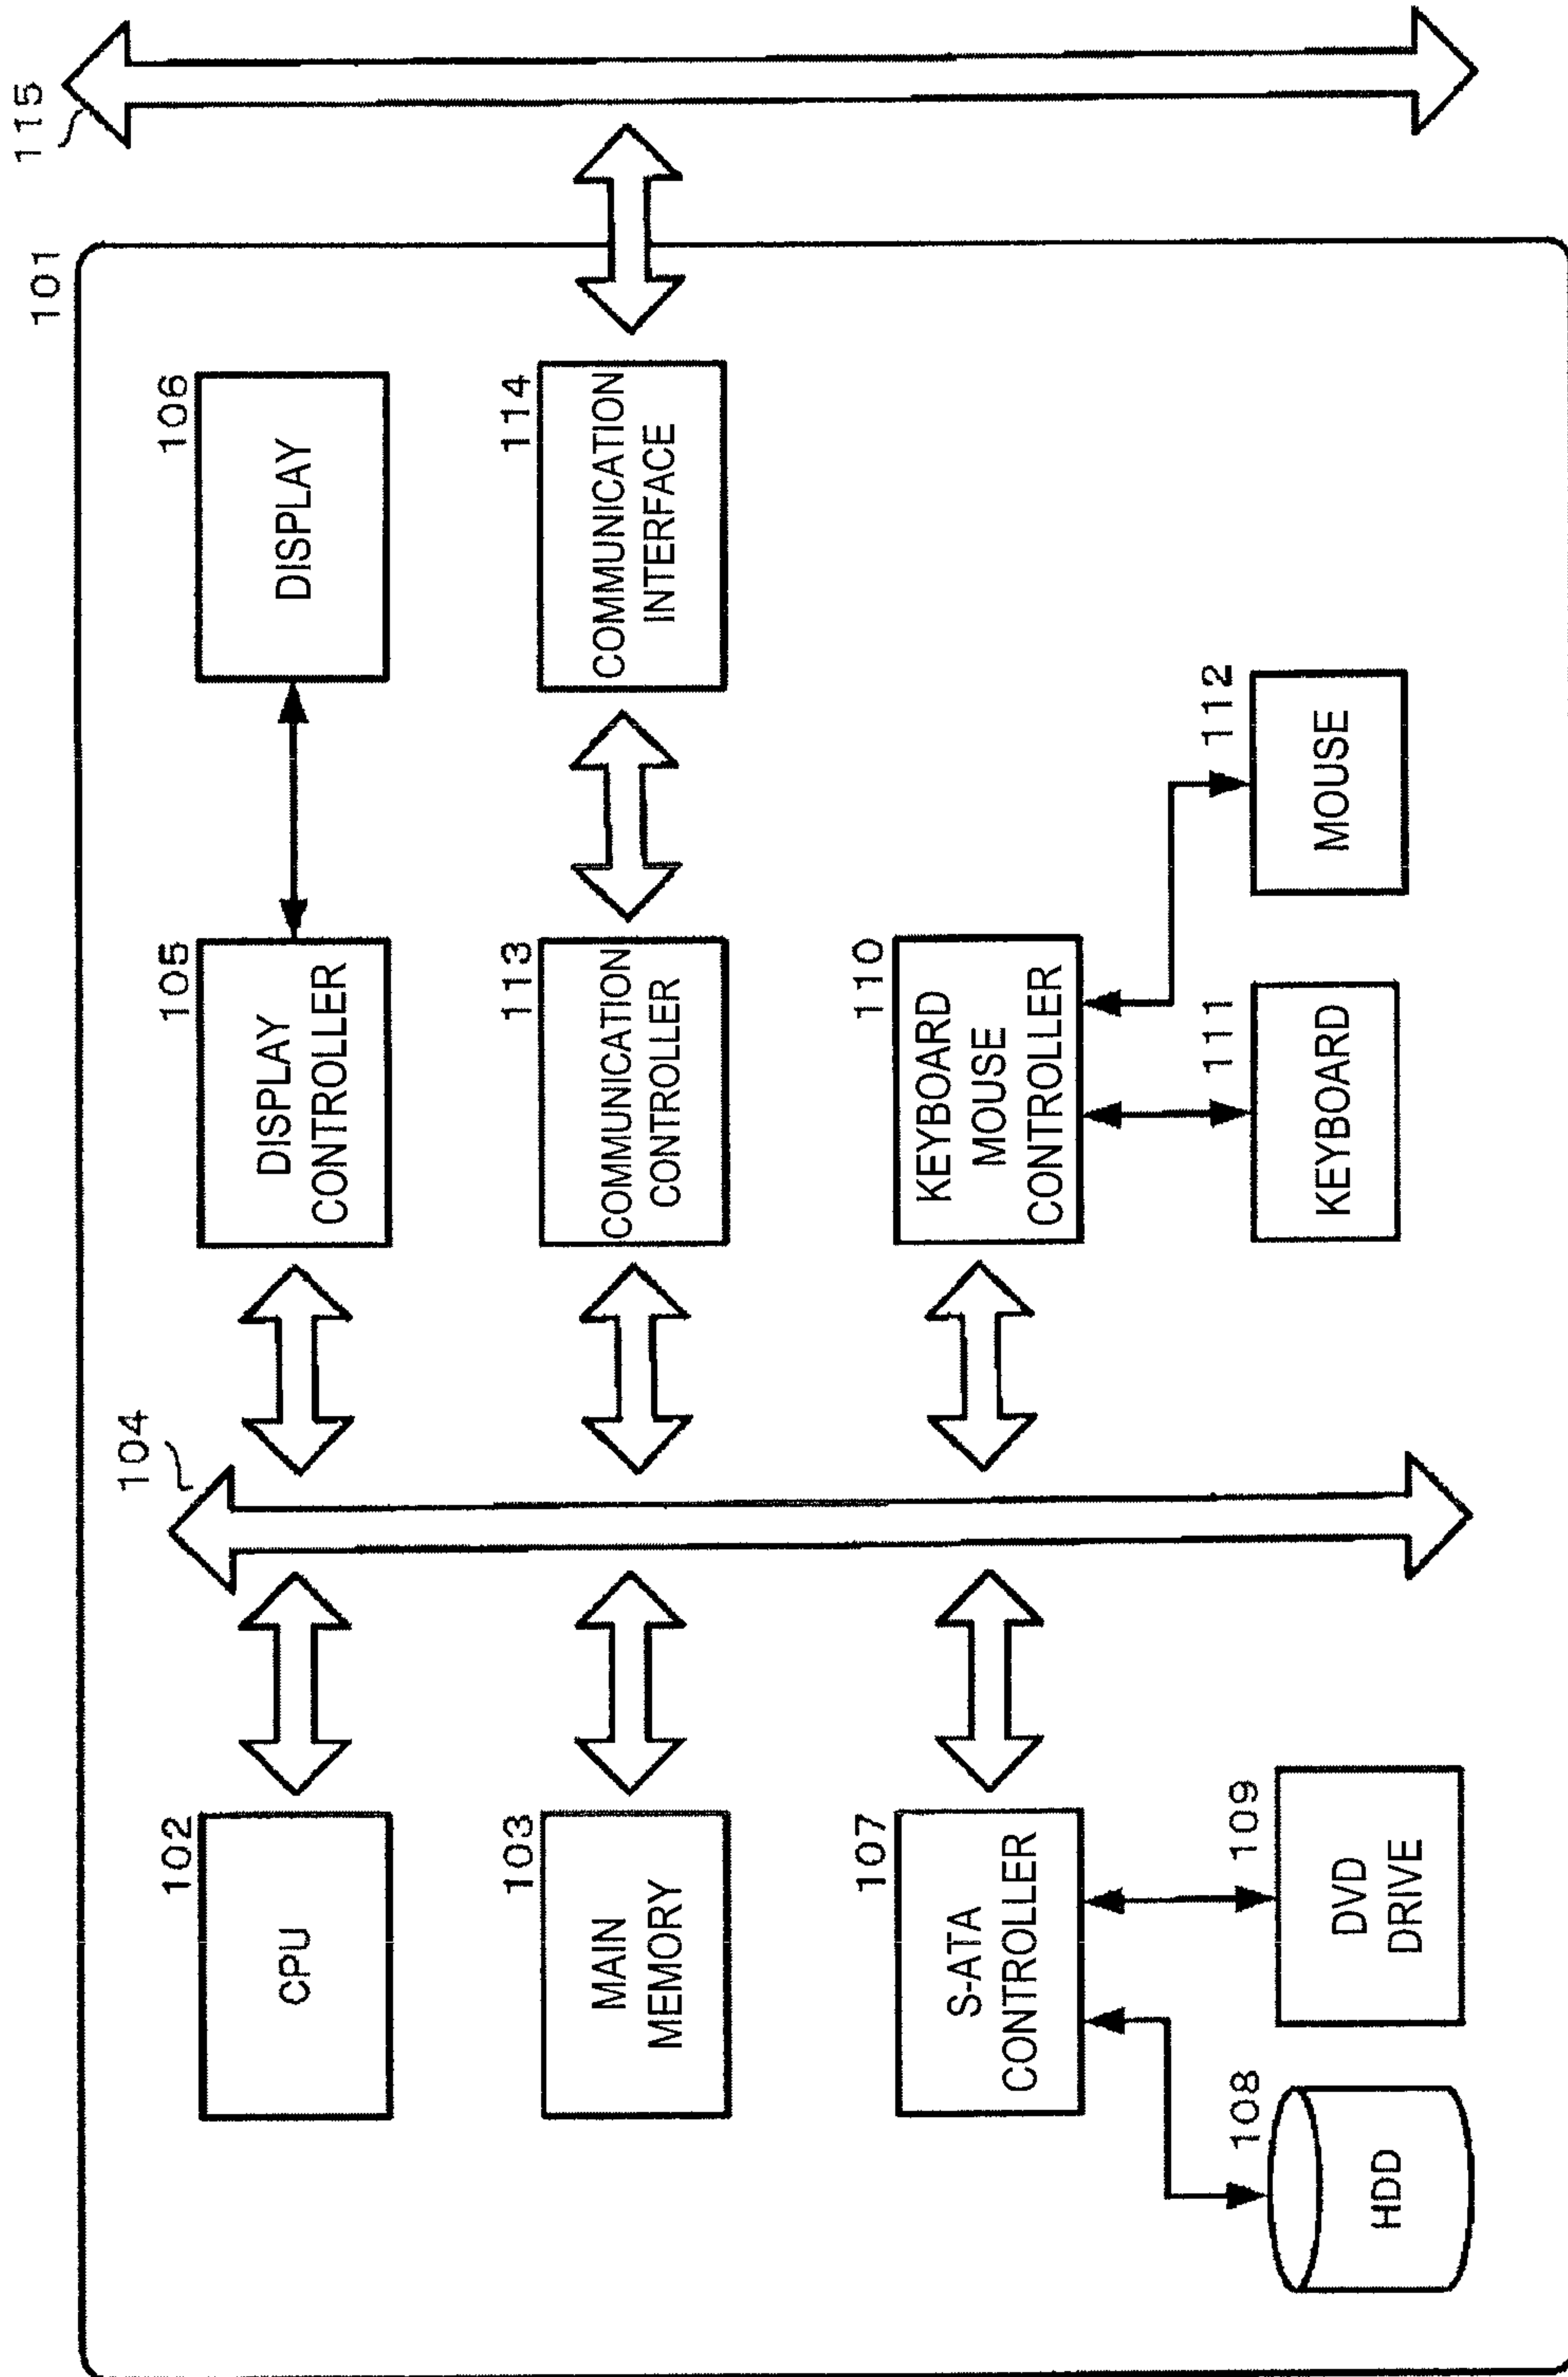 101
115
102
CPU
104
105
DISPLAY
CONTROLLER
106
DISPLAY
103
MAIN
MEMORY
113
COMMUNICATION
CONTROLLER
114
COMMUNICATION
INTERFACE
107
S-ATA
CONTROLLER
110
KEYBOARD
MOUSE
CONTROLLER
108
HDD
109
DVD
DRIVE
111
KEYBOARD
112
MOUSE